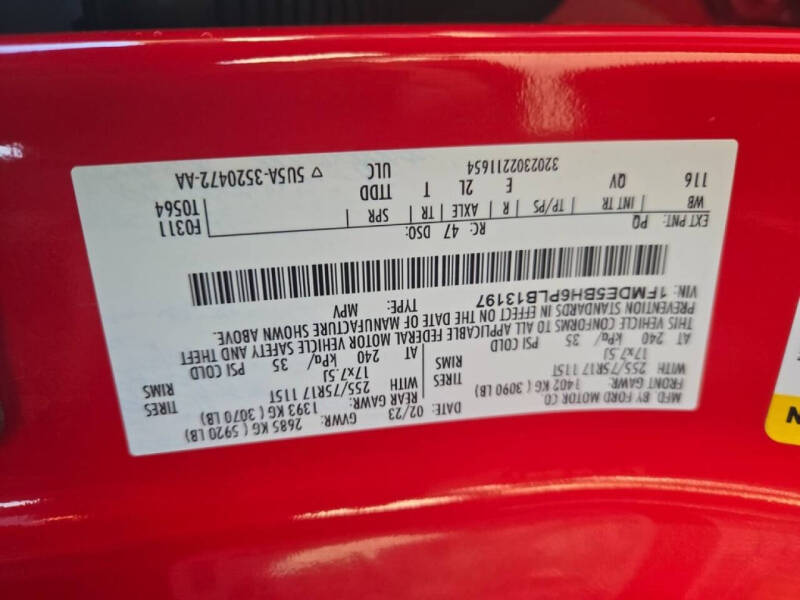 MFD. BY FORD MOTOR CO.
DATE: 02/23 GVWR: 2685 KG ( 5920 LB)
FRONT GAWR: 1402 KG ( 3090 LB) REAR GAWR: 1393 KG ( 3070 LB)
WITH 255/75R17 115T TIRES WITH 255/75R17 115T TIRES
17x7.5J RIMS 17x7.5J RIMS
AT 240 kPa/ 35 PSI COLD AT 240 kPa/ 35 PSI COLD
THIS VEHICLE CONFORMS TO ALL APPLICABLE FEDERAL MOTOR VEHICLE SAFETY AND THEFT
PREVENTION STANDARDS IN EFFECT ON THE DATE OF MANUFACTURE SHOWN ABOVE.
VIN: 1FMDE5BH6PLB13197
TYPE: MPV
F0311
T0564
EXT PNT: PQ RC: 47 DSO:
WB | INT TR | TP/PS | R | AXLE | TR | SPR
116 QV E 2L T TTDD
3202302211654 ULC ▽ 5U5A-3520472-AA
N